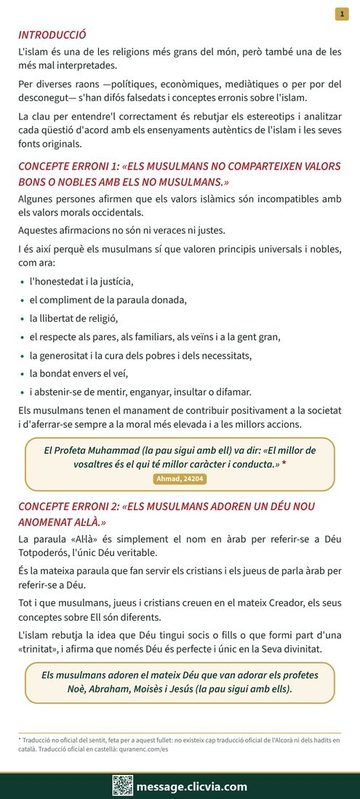 1
INTRODUCCIÓ
L'islam és una de les religions més grans del món, però també una de les
més mal interpretades.
Per diverses raons —polítiques, econòmiques, mediàtiques o per por del
desconegut— s'han difós falsedats i conceptes erronis sobre l'islam.
La clau per entendre'l correctament és rebutjar els estereotips i analitzar
cada qüestió d'acord amb els ensenyaments autèntics de l'islam i les seves
fonts originals.
CONCEPTE ERRONI 1: «ELS MUSULMANS NO COMPARTEIXEN VALORS
BONS O NOBLES AMB ELS NO MUSULMANS.»
Algunes persones afirmen que els valors islàmics són incompatibles amb
els valors morals occidentals.
Aquestes afirmacions no són ni veraces ni justes.
I és així perquè els musulmans sí que valoren principis universals i nobles,
com ara:
• l'honestedat i la justícia,
• el compliment de la paraula donada,
• la llibertat de religió,
• el respecte als pares, als familiars, als veïns i a la gent gran,
• la generositat i la cura dels pobres i dels necessitats,
• la bondat envers el veí,
• i abstenir-se de mentir, enganyar, insultar o difamar.
Els musulmans tenen el manament de contribuir positivament a la societat
i d'aferrar-se sempre a la moral més elevada i a les millors accions.
El Profeta Muhammad (la pau sigui amb ell) va dir: «El millor de
vosaltres és el qui té millor caràcter i conducta.» *
Ahmad, 24204
CONCEPTE ERRONI 2: «ELS MUSULMANS ADOREN UN DÉU NOU
ANOMENAT AL·LÀ.»
La paraula «Al·là» és simplement el nom en àrab per referir-se a Déu
Totpoderós, l'únic Déu veritable.
És la mateixa paraula que fan servir els cristians i els jueus de parla àrab per
referir-se a Déu.
Tot i que musulmans, jueus i cristians creuen en el mateix Creador, els seus
conceptes sobre Ell són diferents.
L'islam rebutja la idea que Déu tingui socis o fills o que formi part d'una
«trinitat», i afirma que només Déu és perfecte i únic en la Seva divinitat.
Els musulmans adoren el mateix Déu que van adorar els profetes
Noè, Abraham, Moisès i Jesús (la pau sigui amb ells).
* Traducció no oficial del sentit, feta per a aquest fullet: no existeix cap traducció oficial de l'Alcorà ni dels hadits en
català. Traducció oficial en castellà: quranenc.com/es
message.clicvia.com